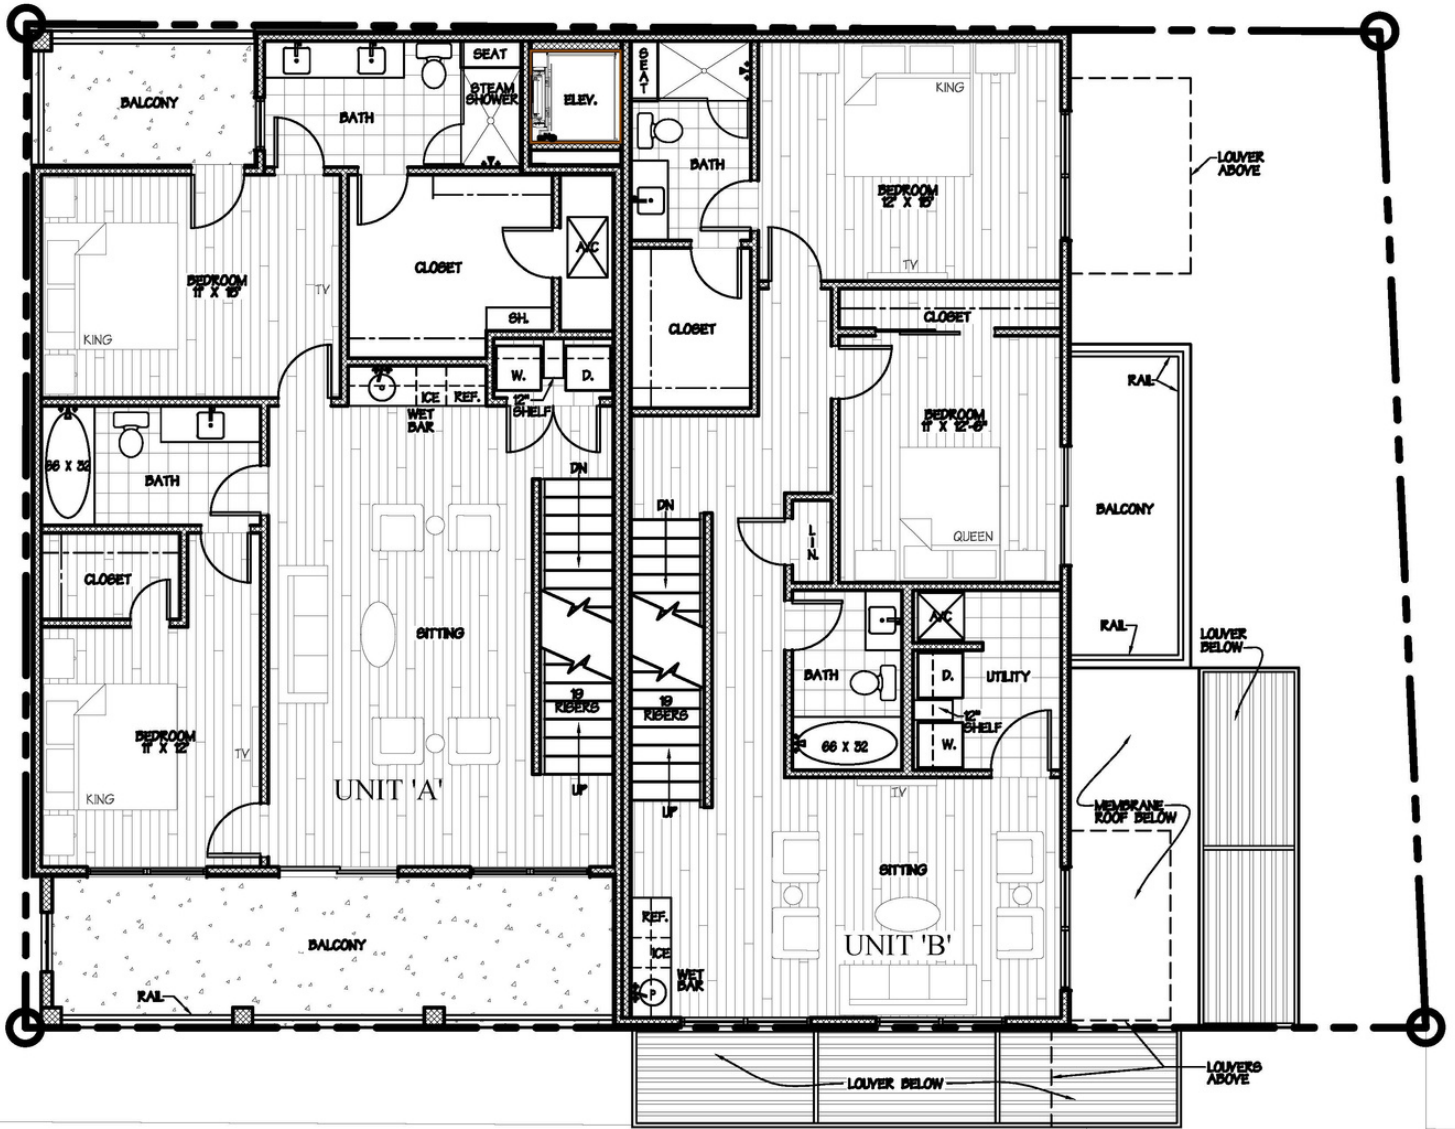 BALCONY
BATH
SEAT
STEAM
SHOWER
ELEV.
SEAT
BATH
KING
BEDROOM
12' X 15'
TV
LOUVER
ABOVE
BEDROOM
11' X 15'
TV
KING
CLOSET
A/C
SH.
CLOSET
CLOSET
W.
D.
12"
SHELF
ICE
REF.
WET
BAR
RAIL
BEDROOM
11' X 12'-6"
QUEEN
BALCONY
RAIL
66 X 32
BATH
DN
DN
LIN.
CLOSET
SITTING
A/C
UTILITY
BATH
D.
12"
SHELF
W.
66 X 32
LOUVER
BELOW
19
RISERS
19
RISERS
BEDROOM
11' X 12'
TV
KING
UNIT 'A'
UP
UP
TV
MEMBRANE
ROOF BELOW
SITTING
REF.
ICE
WET
BAR
P
UNIT 'B'
BALCONY
RAIL
LOUVER BELOW
LOUVERS
ABOVE